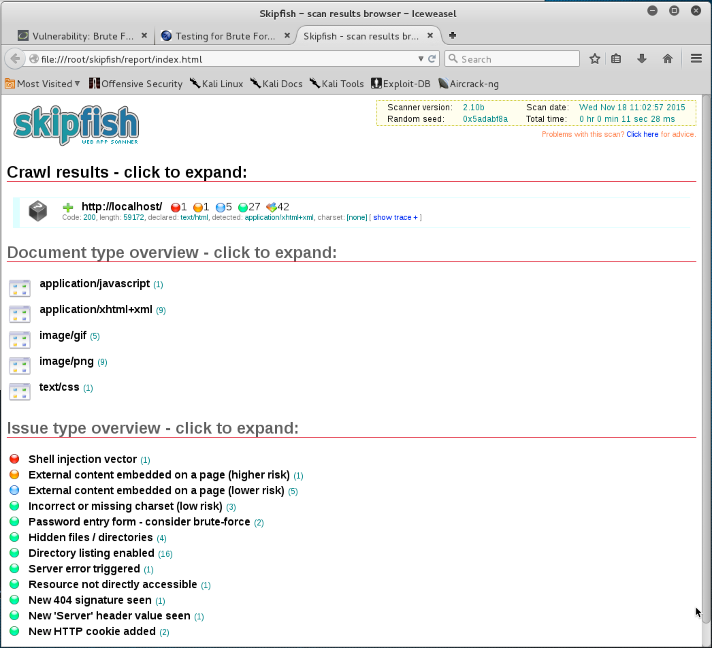 Skipfish - scan results browser - Iceweasel
Vulnerability: Brute F...
Testing for Brute For...
Skipfish - scan results br...
file:///root/skipfish/report/index.html
Search
Most Visited
Offensive Security
Kali Linux
Kali Docs
Kali Tools
Exploit-DB
Aircrack-ng
skipfish
WEB APP SCANNER
Scanner version: 2.10b Scan date: Wed Nov 18 11:02:57 2015
Random seed: 0x5adabf8a Total time: 0 hr 0 min 11 sec 28 ms
Problems with this scan? Click here for advice.
Crawl results - click to expand:
http://localhost/ 1 1 5 27 42
Code: 200, length: 59172, declared: text/html, detected: application/xhtml+xml, charset: [none] [ show trace + ]
Document type overview - click to expand:
application/javascript (1)
application/xhtml+xml (9)
image/gif (5)
image/png (9)
text/css (1)
Issue type overview - click to expand:
Shell injection vector (1)
External content embedded on a page (higher risk) (1)
External content embedded on a page (lower risk) (5)
Incorrect or missing charset (low risk) (3)
Password entry form - consider brute-force (2)
Hidden files / directories (4)
Directory listing enabled (16)
Server error triggered (1)
Resource not directly accessible (1)
New 404 signature seen (1)
New 'Server' header value seen (1)
New HTTP cookie added (2)